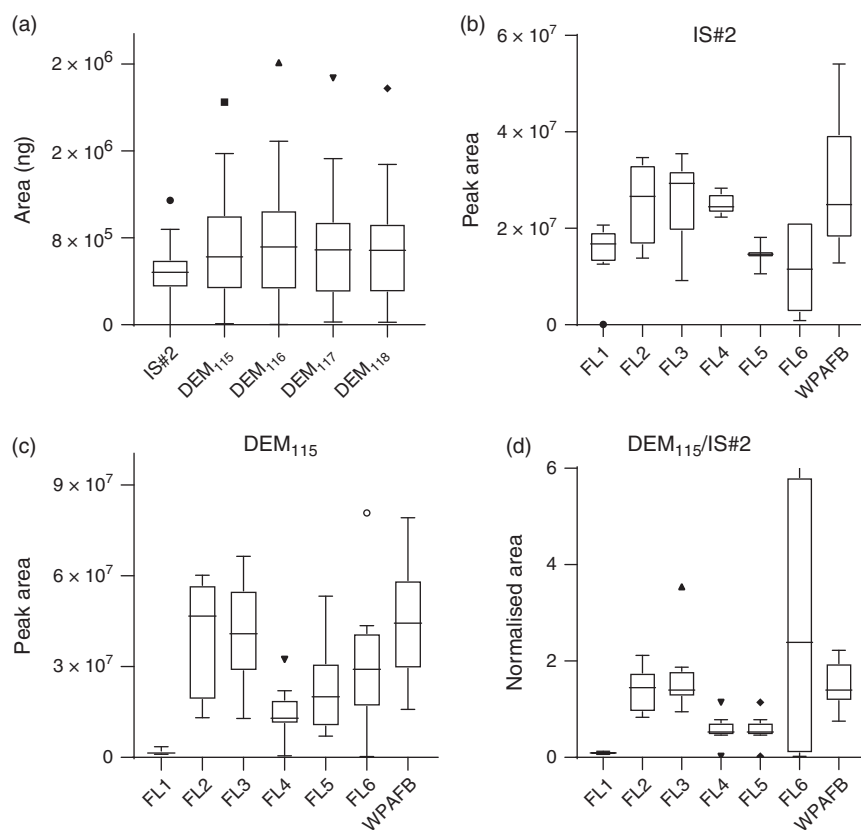 (a)
Area (ng)
2 × 10⁶
2 × 10⁶
8 × 10⁵
0
IS#2
DEM₁₁₅
DEM₁₁₆
DEM₁₁₇
DEM₁₁₈
(b)
IS#2
Peak area
6 × 10⁷
4 × 10⁷
2 × 10⁷
0
FL1
FL2
FL3
FL4
FL5
FL6
WPAFB
(c)
DEM₁₁₅
Peak area
9 × 10⁷
6 × 10⁷
3 × 10⁷
0
FL1
FL2
FL3
FL4
FL5
FL6
WPAFB
(d)
DEM₁₁₅/IS#2
Normalised area
6
4
2
0
FL1
FL2
FL3
FL4
FL5
FL6
WPAFB